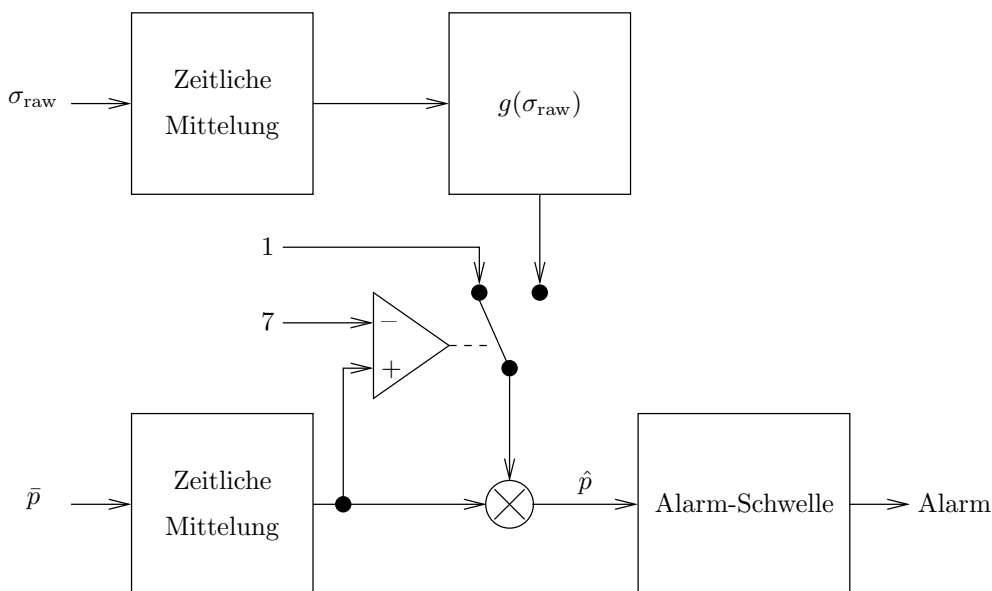 σ_raw
Zeitliche
Mittelung
g(σ_raw)
1
7
−
+
p̄
Zeitliche
Mittelung
p̂
Alarm-Schwelle
Alarm